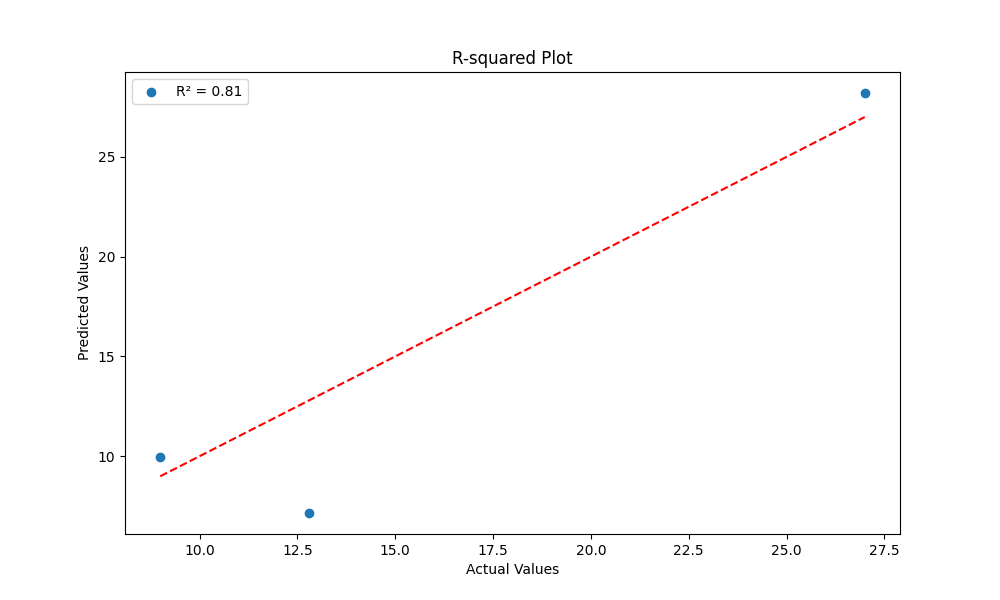 R-squared Plot
R² = 0.81
25
20
15
10
Predicted Values
10.0 12.5 15.0 17.5 20.0 22.5 25.0 27.5
Actual Values